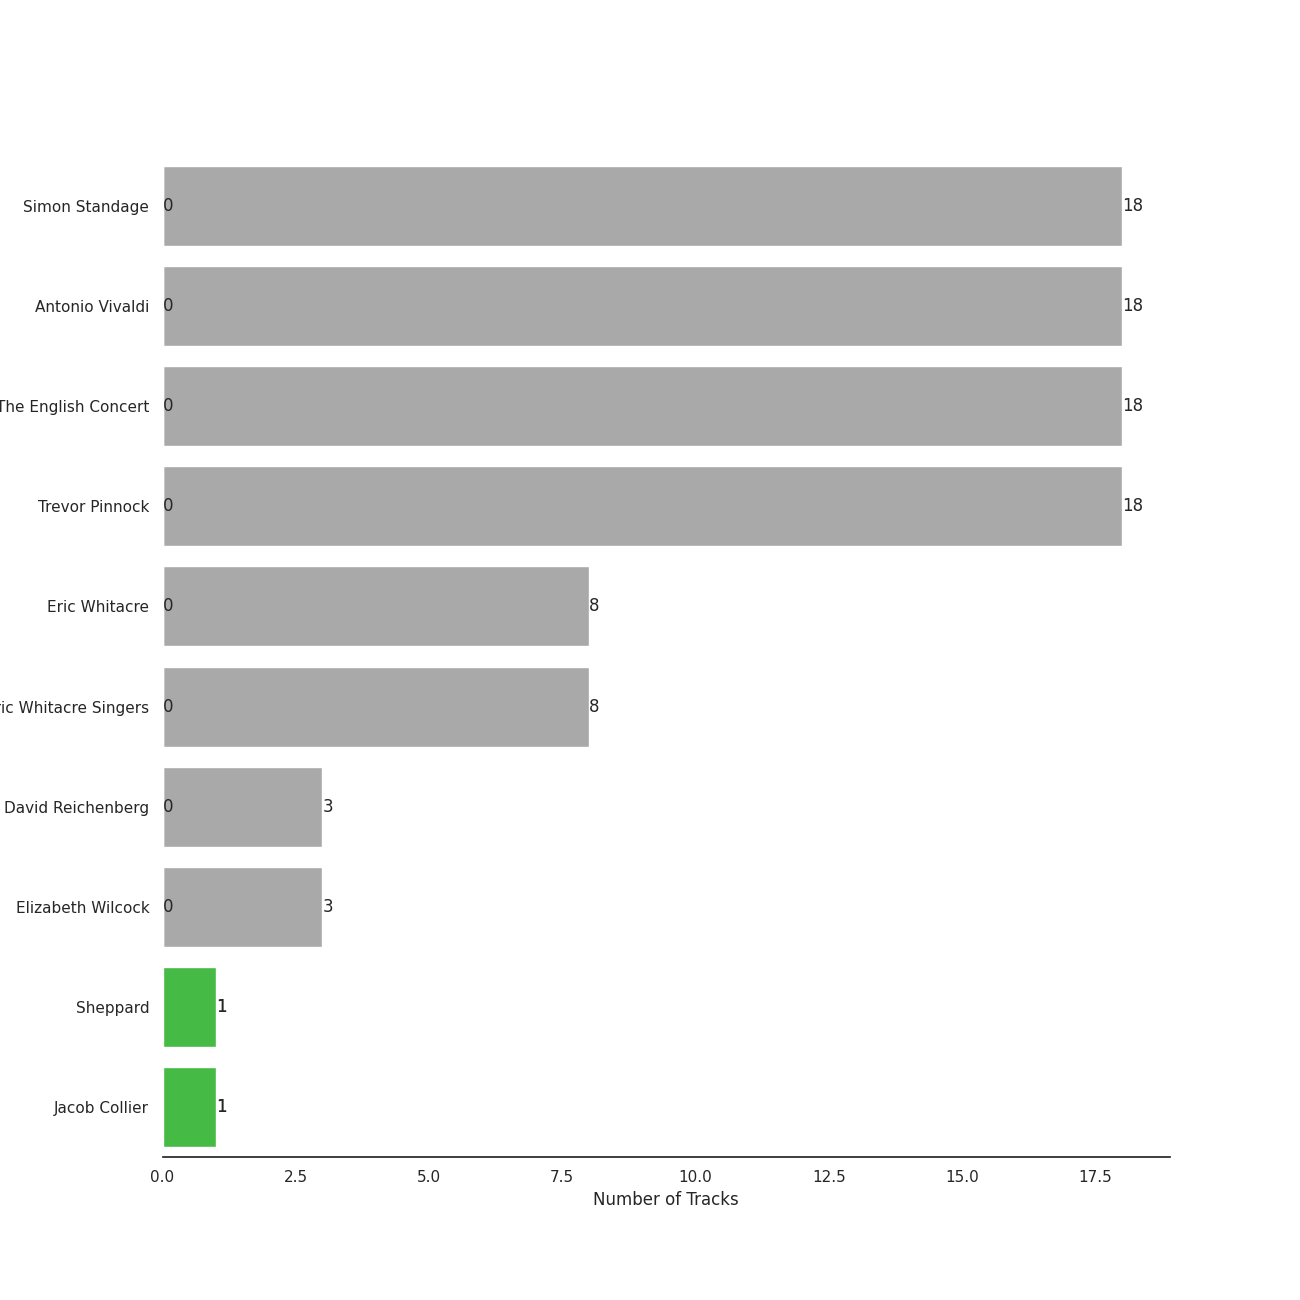 Simon Standage 0 18
Antonio Vivaldi 0 18
The English Concert 0 18
Trevor Pinnock 0 18
Eric Whitacre 0 8
ric Whitacre Singers 0 8
David Reichenberg 0 3
Elizabeth Wilcock 0 3
Sheppard 1
Jacob Collier 1
0.0 2.5 5.0 7.5 10.0 12.5 15.0 17.5
Number of Tracks